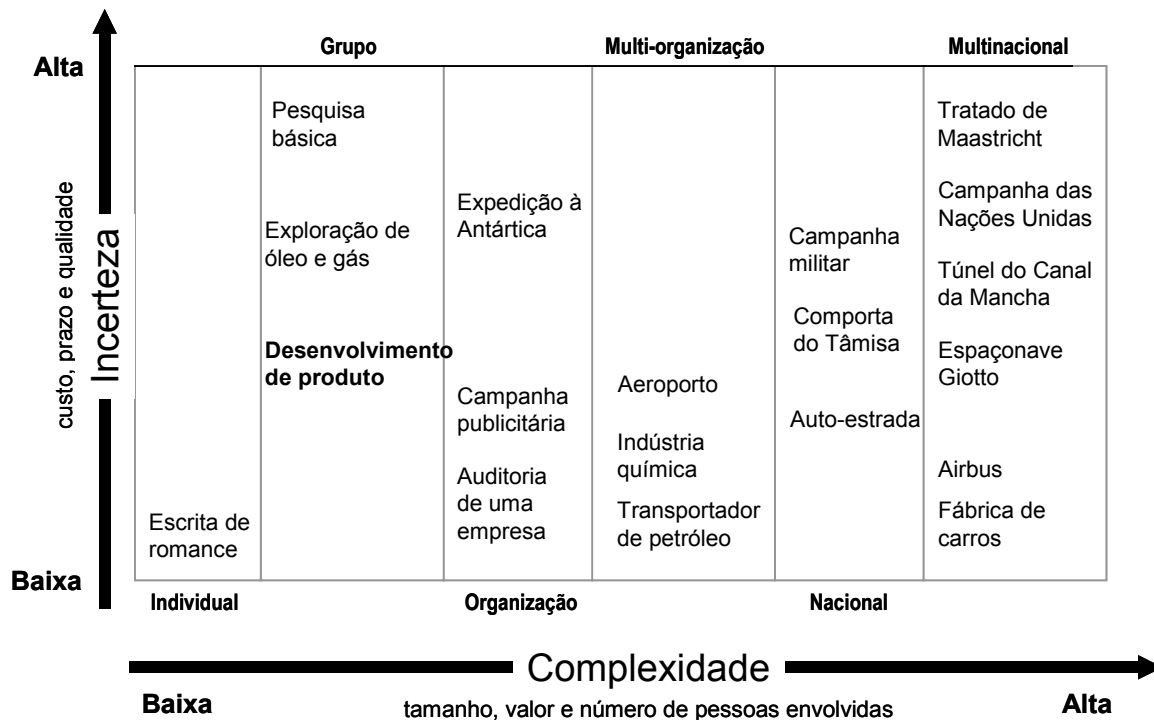 Grupo
Multi-organização
Multinacional
Alta
Pesquisa
básica
Exploração de
óleo e gás
Desenvolvimento
de produto
Expedição à
Antártica
Campanha
publicitária
Auditoria
de uma
empresa
Aeroporto
Indústria
química
Transportador
de petróleo
Campanha
militar
Comporta
do Tâmisa
Auto-estrada
Tratado de
Maastricht
Campanha das
Nações Unidas
Túnel do Canal
da Mancha
Espaçonave
Giotto
Airbus
Fábrica de
carros
Escrita de
romance
custo, prazo e qualidade
Incerteza
Baixa
Individual
Organização
Nacional
Complexidade
Baixa
tamanho, valor e número de pessoas envolvidas
Alta